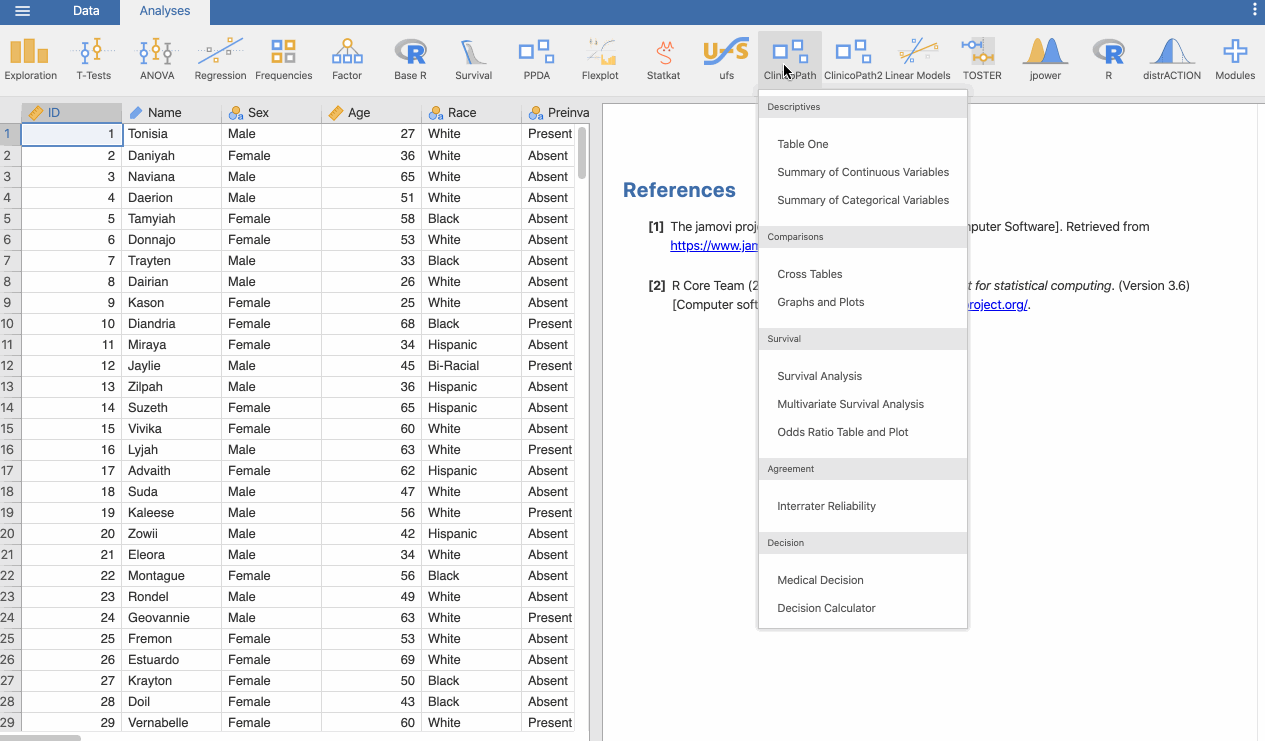 Data Analyses
Exploration T-Tests ANOVA Regression Frequencies Factor Base R Survival PPDA Flexplot Statkat ufs ClinicoPath ClinicoPath2 Linear Models TOSTER jpower R distrACTION Modules
ID Name Sex Age Race Preinva
1 1 Tonisia Male 27 White Present
2 2 Daniyah Female 36 White Absent
3 3 Naviana Male 65 White Absent
4 4 Daerion Male 51 White Absent
5 5 Tamyiah Female 58 Black Absent
6 6 Donnajo Female 53 White Absent
7 7 Trayten Male 33 Black Absent
8 8 Dairian Male 26 White Absent
9 9 Kason Female 25 White Absent
10 10 Diandria Female 68 Black Present
11 11 Miraya Female 34 Hispanic Absent
12 12 Jaylie Male 45 Bi-Racial Present
13 13 Zilpah Male 36 Hispanic Absent
14 14 Suzeth Female 65 Hispanic Absent
15 15 Vivika Female 60 White Absent
16 16 Lyjah Male 63 White Present
17 17 Advaith Female 62 Hispanic Absent
18 18 Suda Male 47 White Absent
19 19 Kaleese Male 56 White Present
20 20 Zowii Male 42 Hispanic Absent
21 21 Eleora Male 34 White Absent
22 22 Montague Female 56 Black Absent
23 23 Rondel Male 49 White Absent
24 24 Geovannie Male 63 White Present
25 25 Fremon Female 53 White Absent
26 26 Estuardo Female 69 White Absent
27 27 Krayton Female 50 Black Absent
28 28 Doil Female 43 Black Absent
29 29 Vernabelle Female 60 White Present
Descriptives
Table One
Summary of Continuous Variables
Summary of Categorical Variables
Comparisons
Cross Tables
Graphs and Plots
Survival
Survival Analysis
Multivariate Survival Analysis
Odds Ratio Table and Plot
Agreement
Interrater Reliability
Decision
Medical Decision
Decision Calculator
References
[1] The jamovi proj mputer Software]. Retrieved from
https://www.jam
[2] R Core Team (2 t for statistical computing. (Version 3.6)
[Computer soft project.org/.